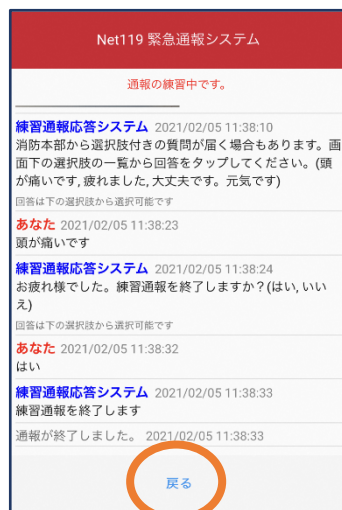 Net119 緊急通報システム
通報の練習中です。
練習通報応答システム 2021/02/05 11:38:10
消防本部から選択肢付きの質問が届く場合もあります。画
面下の選択肢の一覧から回答をタップしてください。(頭
が痛いです, 疲れました, 大丈夫です。元気です)
回答は下の選択肢から選択可能です
あなた 2021/02/05 11:38:23
頭が痛いです
練習通報応答システム 2021/02/05 11:38:24
お疲れ様でした。練習通報を終了しますか？(はい, いい
え)
回答は下の選択肢から選択可能です
あなた 2021/02/05 11:38:32
はい
練習通報応答システム 2021/02/05 11:38:33
練習通報を終了します
通報が終了しました。 2021/02/05 11:38:33
戻る